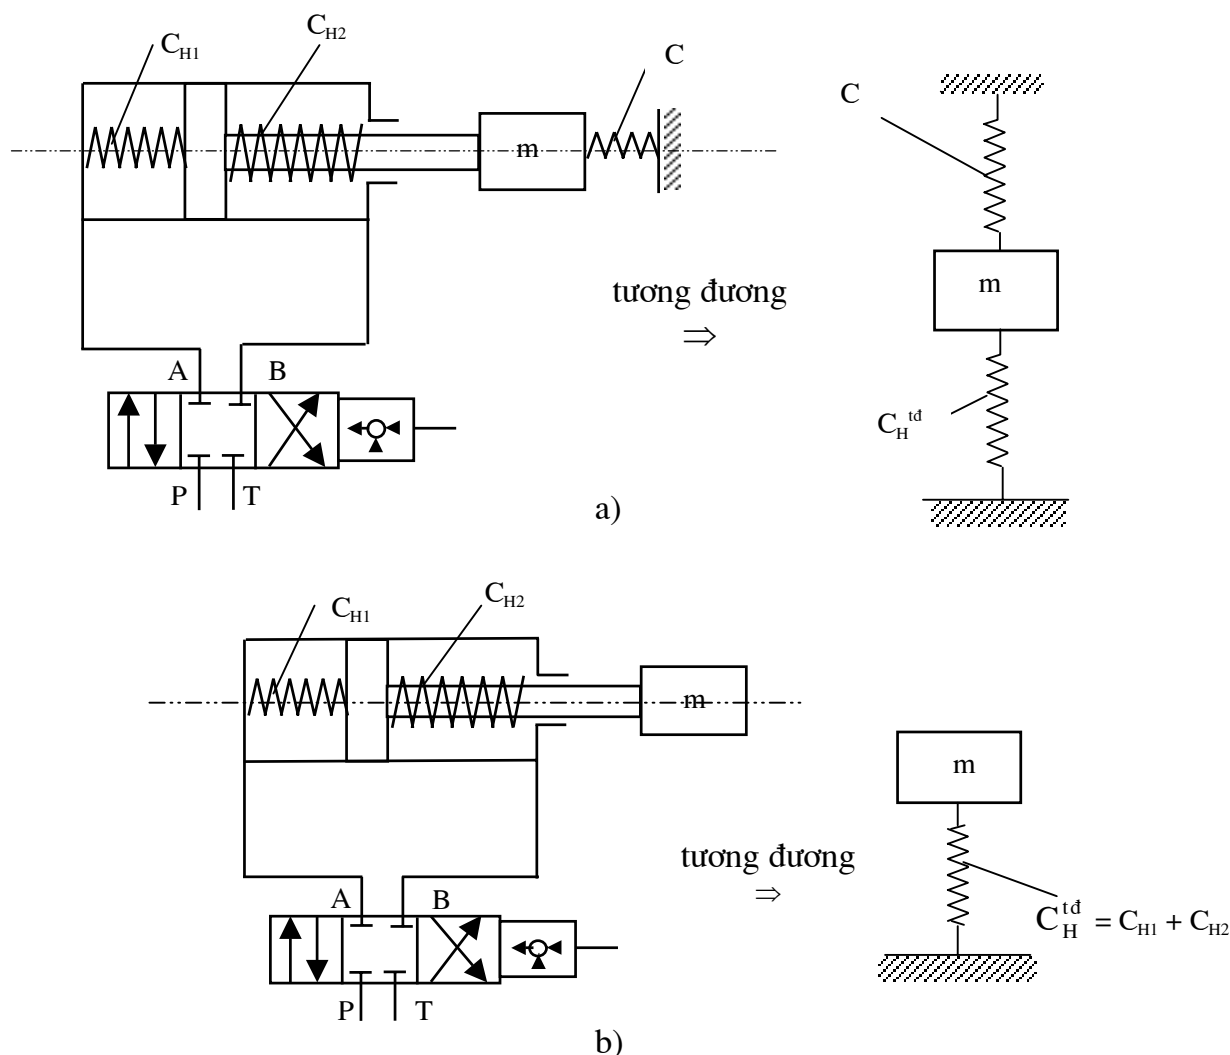 C_H1
C_H2
C
m
A
B
P
T
tương đương
⇒
C
m
C_H^tđ
a)
C_H1
C_H2
m
A
B
P
T
tương đương
⇒
m
C_H^tđ = C_H1 + C_H2
b)